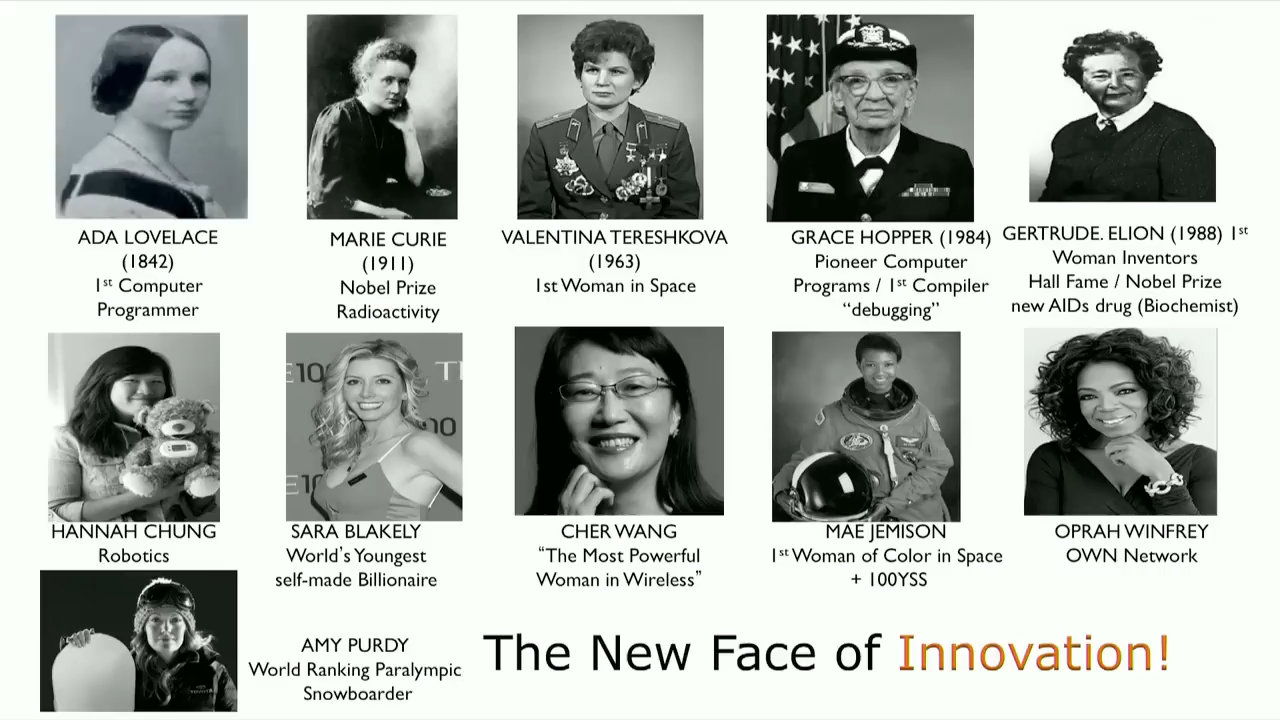 ADA LOVELACE
(1842)
1st Computer
Programmer
MARIE CURIE
(1911)
Nobel Prize
Radioactivity
VALENTINA TERESHKOVA
(1963)
1st Woman in Space
GRACE HOPPER (1984)
Pioneer Computer
Programs / 1st Compiler
“debugging”
GERTRUDE. ELION (1988) 1st
Woman Inventors
Hall Fame / Nobel Prize
new AIDs drug (Biochemist)
E10
TI
00
E10
HANNAH CHUNG
Robotics
SARA BLAKELY
World's Youngest
self-made Billionaire
CHER WANG
“The Most Powerful
Woman in Wireless”
MAE JEMISON
1st Woman of Color in Space
+ 100YSS
OPRAH WINFREY
OWN Network
AMY PURDY
World Ranking Paralympic
Snowboarder
The New Face of Innovation!